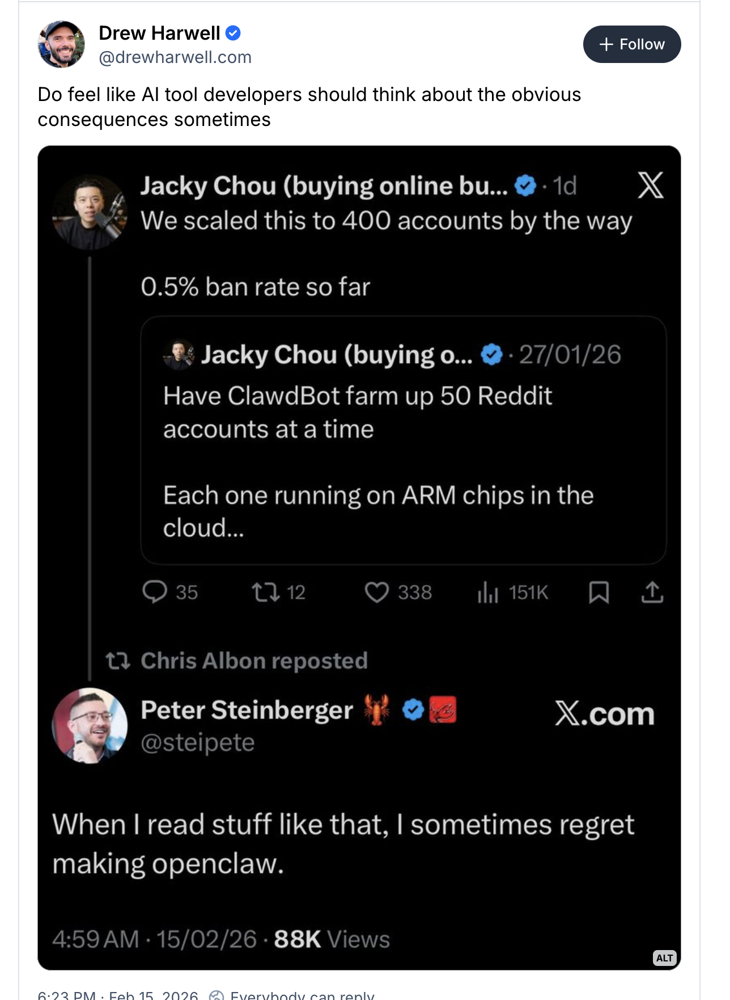 Drew Harwell
@drewharwell.com
+ Follow
Do feel like AI tool developers should think about the obvious
consequences sometimes
Jacky Chou (buying online bu... · 1d
We scaled this to 400 accounts by the way
0.5% ban rate so far
Jacky Chou (buying o... · 27/01/26
Have ClawdBot farm up 50 Reddit
accounts at a time
Each one running on ARM chips in the
cloud...
35 12 338 151K
Chris Albon reposted
Peter Steinberger 🦞
X.com
@steipete
When I read stuff like that, I sometimes regret
making openclaw.
4:59 AM · 15/02/26 · 88K Views
ALT
6:23 PM · Feb 15, 2026 Everybody can reply